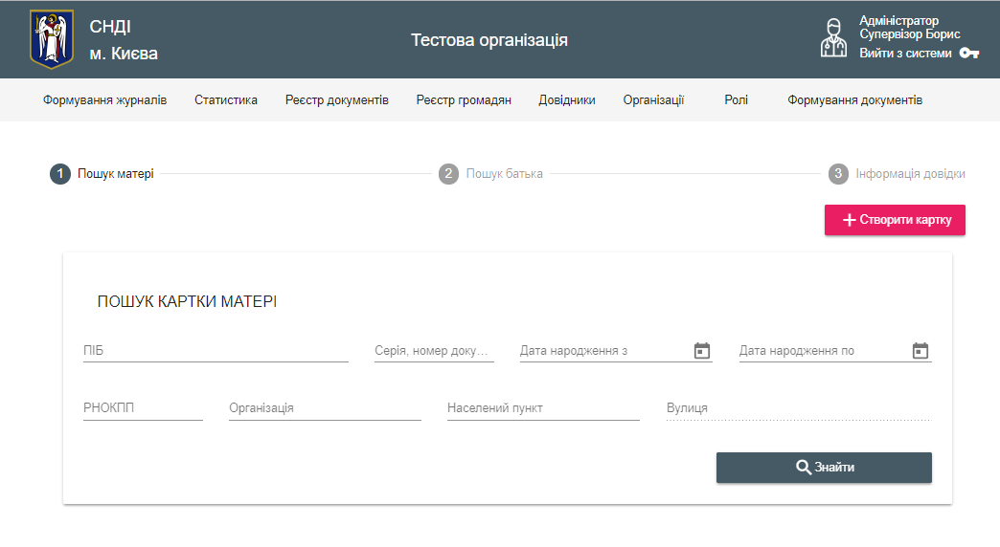 СНДІ
м. Києва
Тестова організація
Адміністратор
Супервізор Борис
Вийти з системи
Формування журналів Статистика Реєстр документів Реєстр громадян Довідники Організації Ролі Формування документів
1 Пошук матері 2 Пошук батька 3 Інформація довідки
Створити картку
ПОШУК КАРТКИ МАТЕРІ
ПІБ Серія, номер доку... Дата народження з Дата народження по
РНОКПП Організація Населений пункт Вулиця
Знайти